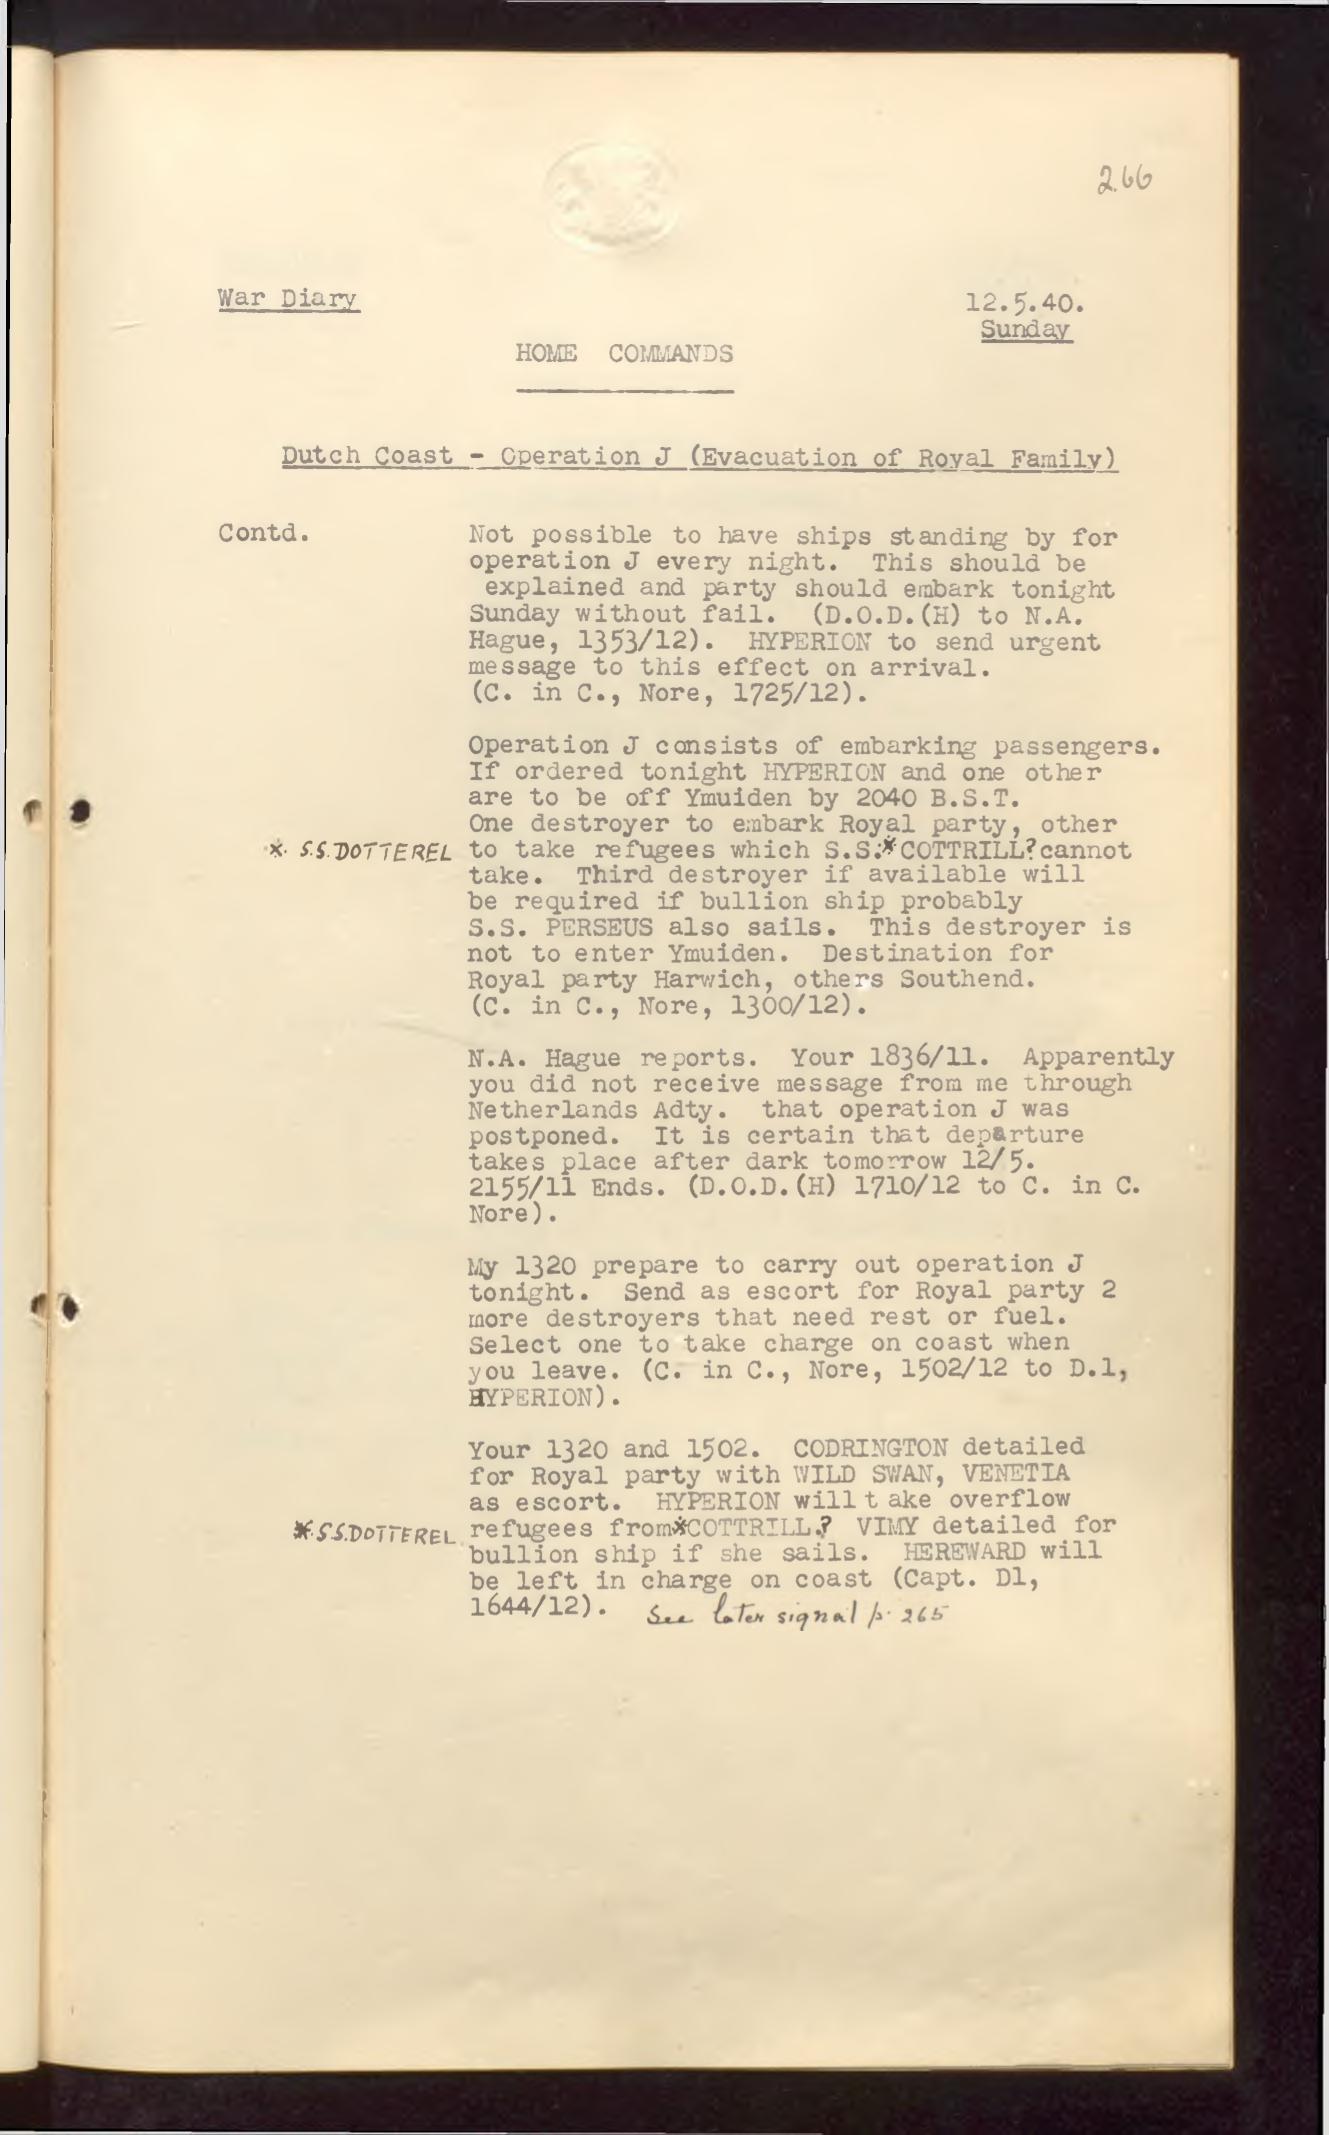 266
War Diary
12.5.40.
Sunday
HOME COMMANDS
Dutch Coast - Operation J (Evacuation of Royal Family)
Contd.
Not possible to have ships standing by for
operation J every night. This should be
explained and party should embark tonight
Sunday without fail. (D.O.D.(H) to N.A.
Hague, 1353/12). HYPERION to send urgent
message to this effect on arrival.
(C. in C., Nore, 1725/12).
Operation J consists of embarking passengers.
If ordered tonight HYPERION and one other
are to be off Ymuiden by 2040 B.S.T.
One destroyer to embark Royal party, other
* S.S. DOTTEREL to take refugees which S.S.* COTTRILL? cannot
take. Third destroyer if available will
be required if bullion ship probably
S.S. PERSEUS also sails. This destroyer is
not to enter Ymuiden. Destination for
Royal party Harwich, others Southend.
(C. in C., Nore, 1300/12).
N.A. Hague reports. Your 1836/11. Apparently
you did not receive message from me through
Netherlands Adty. that operation J was
postponed. It is certain that departure
takes place after dark tomorrow 12/5.
2155/11 Ends. (D.O.D.(H) 1710/12 to C. in C.
Nore).
My 1320 prepare to carry out operation J
tonight. Send as escort for Royal party 2
more destroyers that need rest or fuel.
Select one to take charge on coast when
you leave. (C. in C., Nore, 1502/12 to D.1,
HYPERION).
Your 1320 and 1502. CODRINGTON detailed
for Royal party with WILD SWAN, VENETIA
as escort. HYPERION will t ake overflow
* S.S. DOTTEREL refugees from *COTTRILL.? VIMY detailed for
bullion ship if she sails. HEREWARD will
be left in charge on coast (Capt. D1,
1644/12). See later signal p. 265